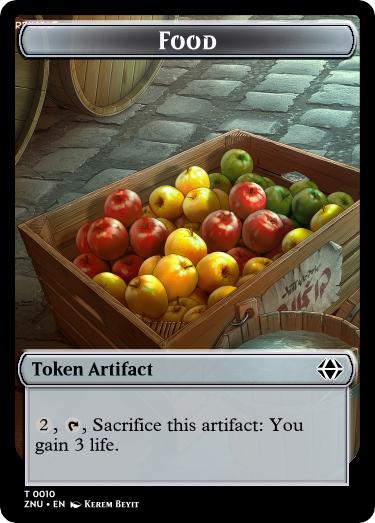 Food
Token Artifact
2, , Sacrifice this artifact: You
gain 3 life.
T 0010
ZNU • EN Kerem Beyit